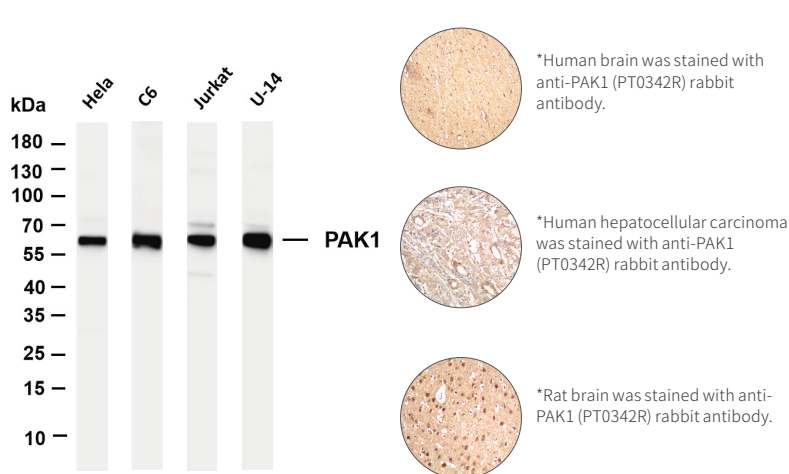 kDa
Hela
C6
Jurkat
U-14
180
130
100
70
55
40
35
25
15
10
PAK1
*Human brain was stained with
anti-PAK1 (PT0342R) rabbit
antibody.
*Human hepatocellular carcinoma
was stained with anti-PAK1
(PT0342R) rabbit antibody.
*Rat brain was stained with anti-
PAK1 (PT0342R) rabbit antibody.